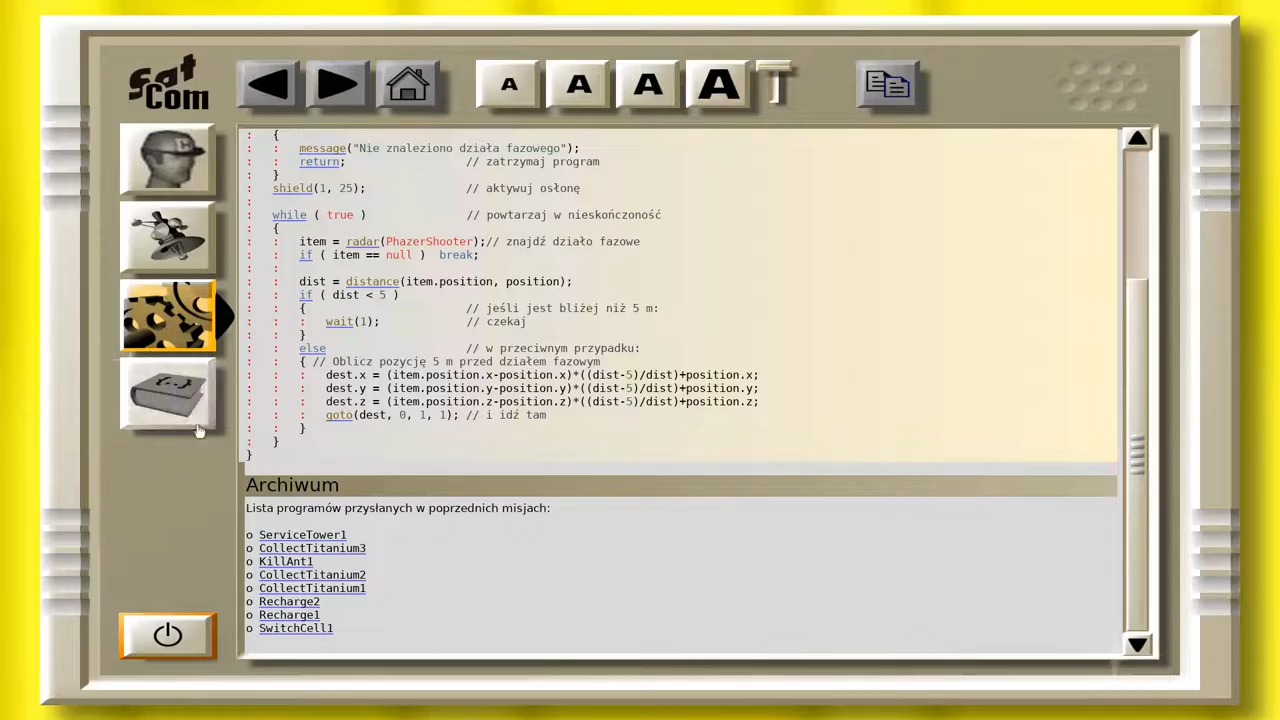 Sat
Com
A A A A
: {
: : message("Nie znaleziono działa fazowego");
: : return; // zatrzymaj program
: }
: shield(1, 25); // aktywuj osłonę
:
: while ( true ) // powtarzaj w nieskończoność
: {
: : item = radar(PhazerShooter);// znajdź działo fazowe
: : if ( item == null ) break;
: :
: : dist = distance(item.position, position);
: : if ( dist < 5 )
: : { // jeśli jest bliżej niż 5 m:
: : : wait(1); // czekaj
: : }
: : else // w przeciwnym przypadku:
: : { // Oblicz pozycję 5 m przed działem fazowym
: : : dest.x = (item.position.x-position.x)*((dist-5)/dist)+position.x;
: : : dest.y = (item.position.y-position.y)*((dist-5)/dist)+position.y;
: : : dest.z = (item.position.z-position.z)*((dist-5)/dist)+position.z;
: : : goto(dest, 0, 1, 1); // i idź tam
: : }
: }
}
Archiwum
Lista programów przysłanych w poprzednich misjach:
o ServiceTower1
o CollectTitanium3
o KillAnt1
o CollectTitanium2
o CollectTitanium1
o Recharge2
o Recharge1
o SwitchCell1
{..}